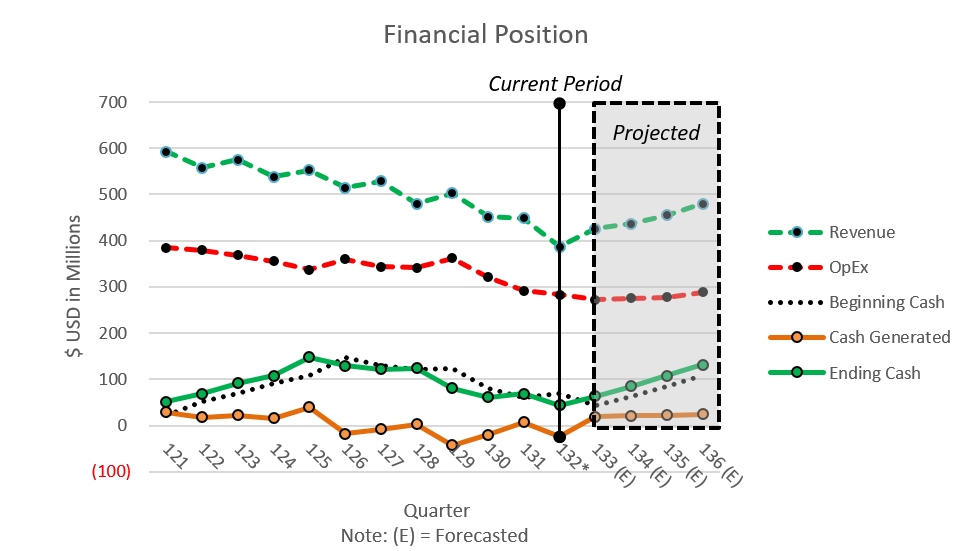 Financial Position
Current Period
Projected
$ USD in Millions
700
600
500
400
300
200
100
0
(100)
121
122
123
124
125
126
127
128
129
130
131
132*
133 (E)
134 (E)
135 (E)
136 (E)
Quarter
Note: (E) = Forecasted
Revenue
OpEx
Beginning Cash
Cash Generated
Ending Cash